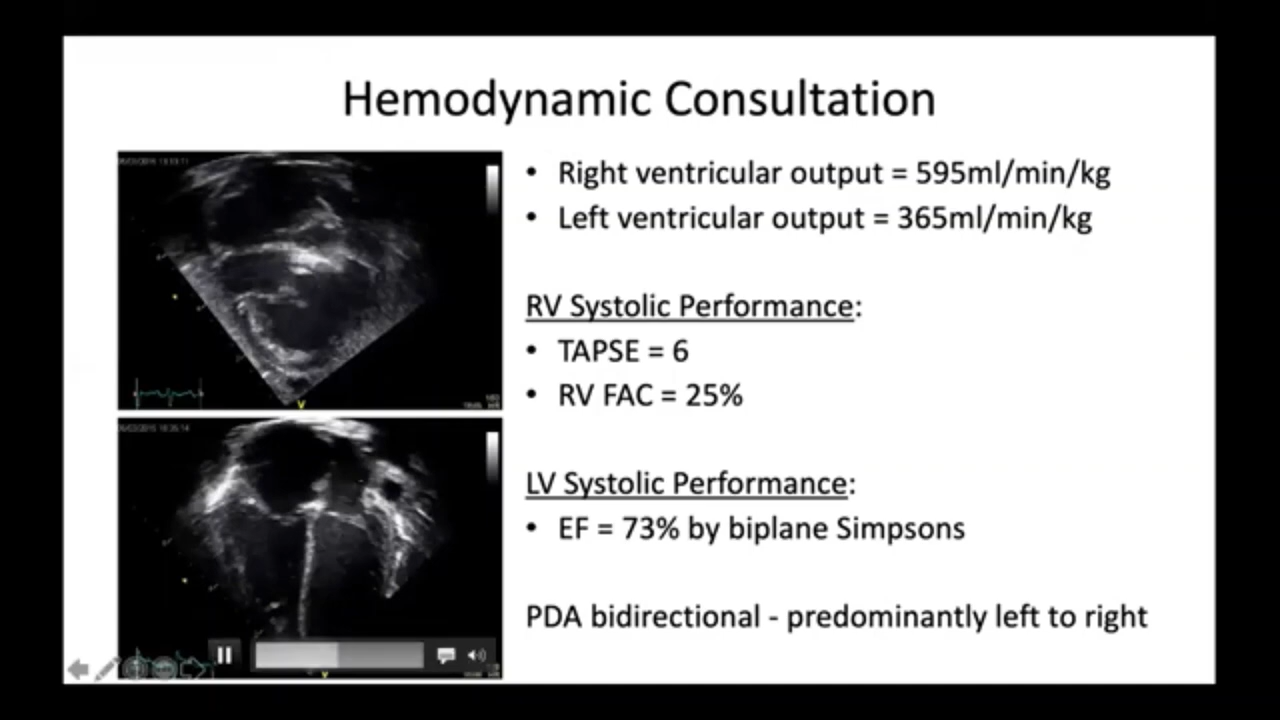 Hemodynamic Consultation
• Right ventricular output = 595ml/min/kg
• Left ventricular output = 365ml/min/kg
RV Systolic Performance:
• TAPSE = 6
• RV FAC = 25%
LV Systolic Performance:
• EF = 73% by biplane Simpsons
PDA bidirectional - predominantly left to right
V